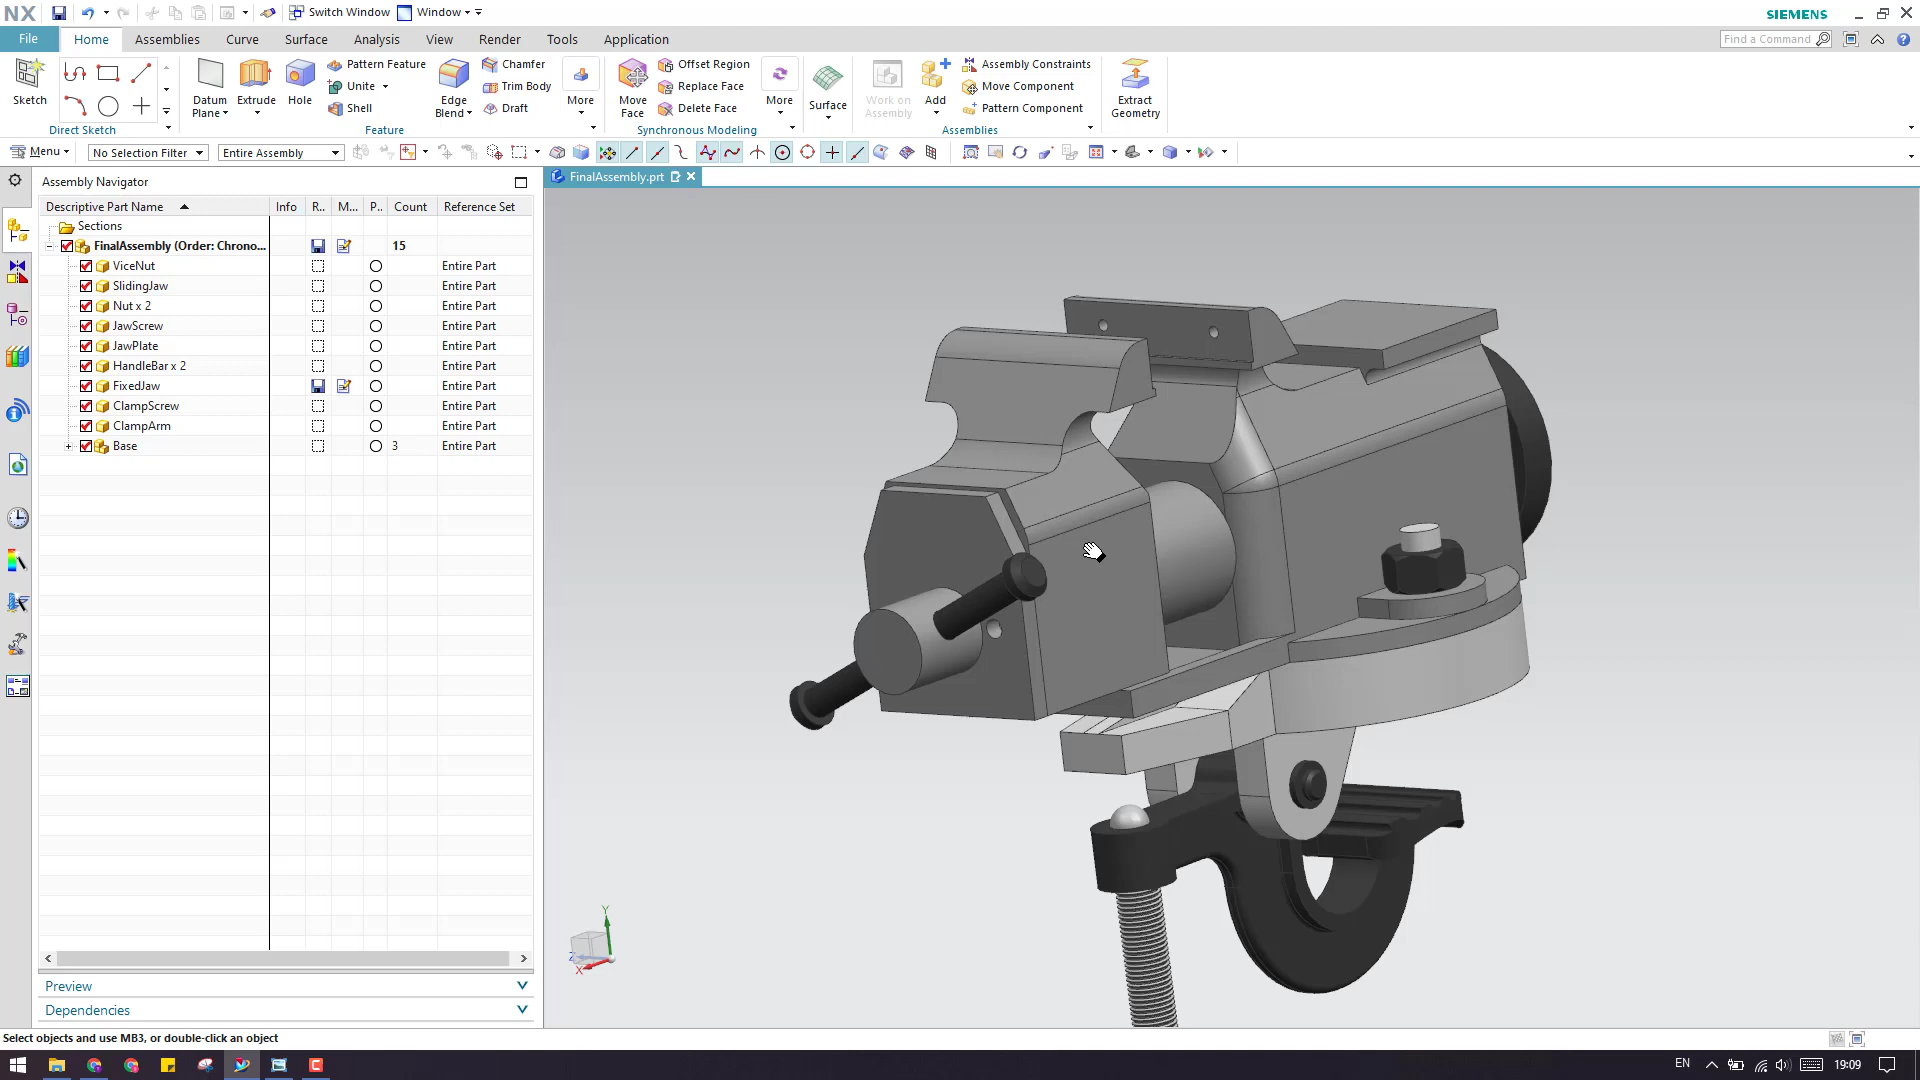 NX
Switch Window
Window
SIEMENS
File
Home
Assemblies
Curve
Surface
Analysis
View
Render
Tools
Application
Find a Command
Sketch
Direct Sketch
Datum
Plane
Extrude
Hole
Pattern Feature
Unite
Shell
Edge
Blend
Chamfer
Trim Body
Draft
More
Feature
Move
Face
Offset Region
Replace Face
Delete Face
More
Synchronous Modeling
Surface
Work on
Assembly
Add
Assembly Constraints
Move Component
Pattern Component
Assemblies
Extract
Geometry
Menu
No Selection Filter
Entire Assembly
Assembly Navigator
FinalAssembly.prt
Descriptive Part Name Info R.. M... P.. Count Reference Set
Sections
FinalAssembly (Order: Chrono... 15
ViceNut Entire Part
SlidingJaw Entire Part
Nut x 2 Entire Part
JawScrew Entire Part
JawPlate Entire Part
HandleBar x 2 Entire Part
FixedJaw Entire Part
ClampScrew Entire Part
ClampArm Entire Part
Base 3 Entire Part
Y
Z
X
Preview
Dependencies
Select objects and use MB3, or double-click an object
EN
19:09